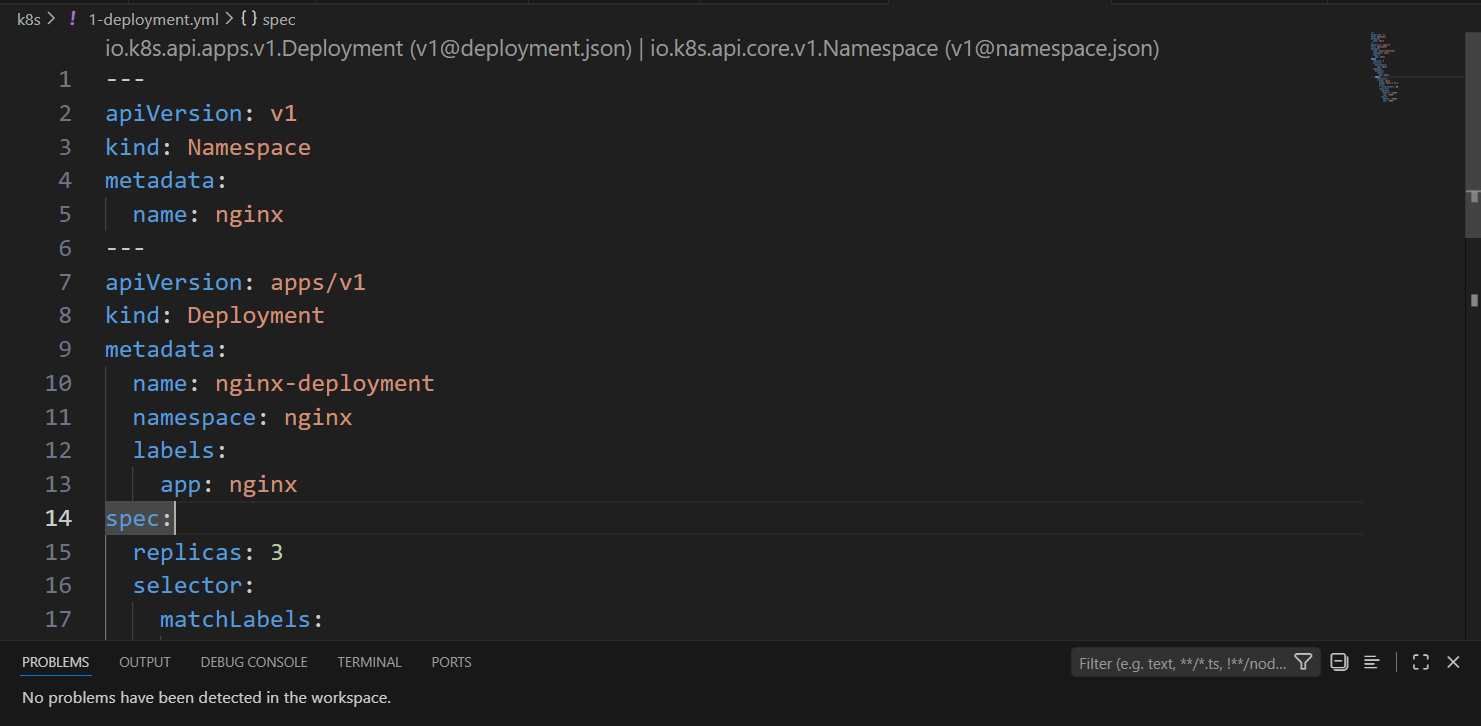 k8s > ! 1-deployment.yml > {} spec
io.k8s.api.apps.v1.Deployment (v1@deployment.json) | io.k8s.api.core.v1.Namespace (v1@namespace.json)
1 ---
2 apiVersion: v1
3 kind: Namespace
4 metadata:
5   name: nginx
6 ---
7 apiVersion: apps/v1
8 kind: Deployment
9 metadata:
10   name: nginx-deployment
11   namespace: nginx
12   labels:
13     app: nginx
14 spec:
15   replicas: 3
16   selector:
17     matchLabels:
PROBLEMS OUTPUT DEBUG CONSOLE TERMINAL PORTS Filter (e.g. text, **/*.ts, !**/nod...
No problems have been detected in the workspace.